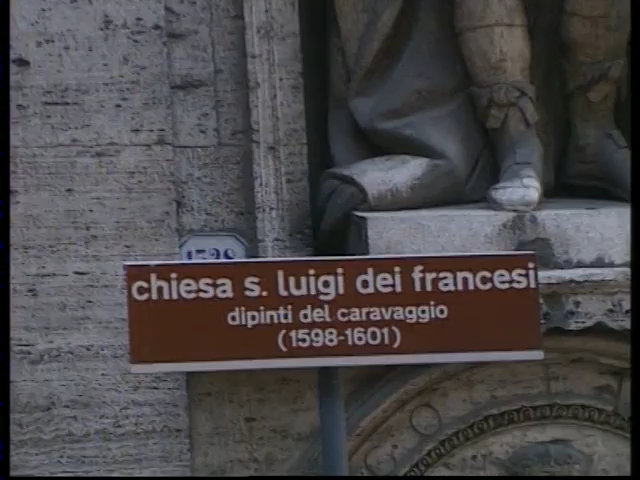 chiesa s. luigi dei francesi
dipinti del caravaggio
(1598-1601)